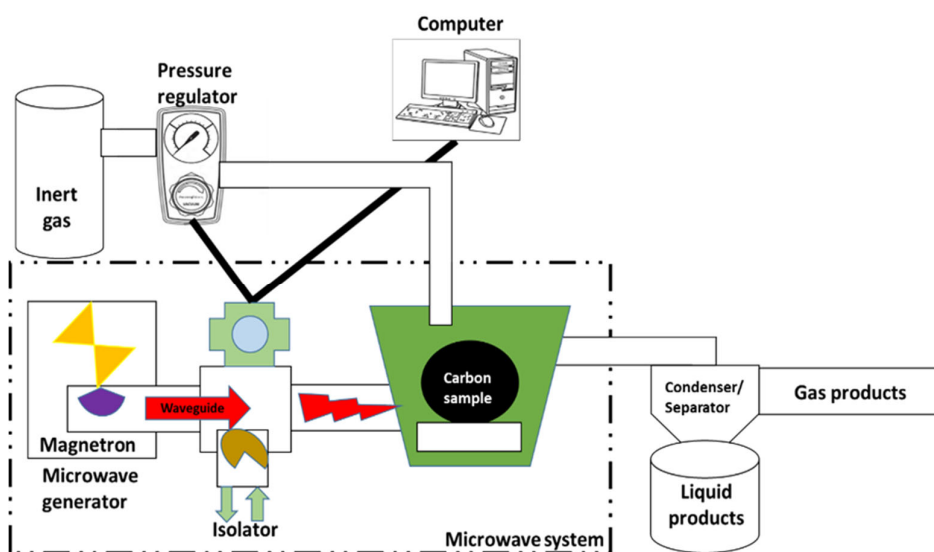 Computer
Pressure
regulator
Inert
gas
Carbon
sample
Waveguide
Magnetron
Microwave
generator
Isolator
Microwave system
Condenser/
Separator
Gas products
Liquid
products